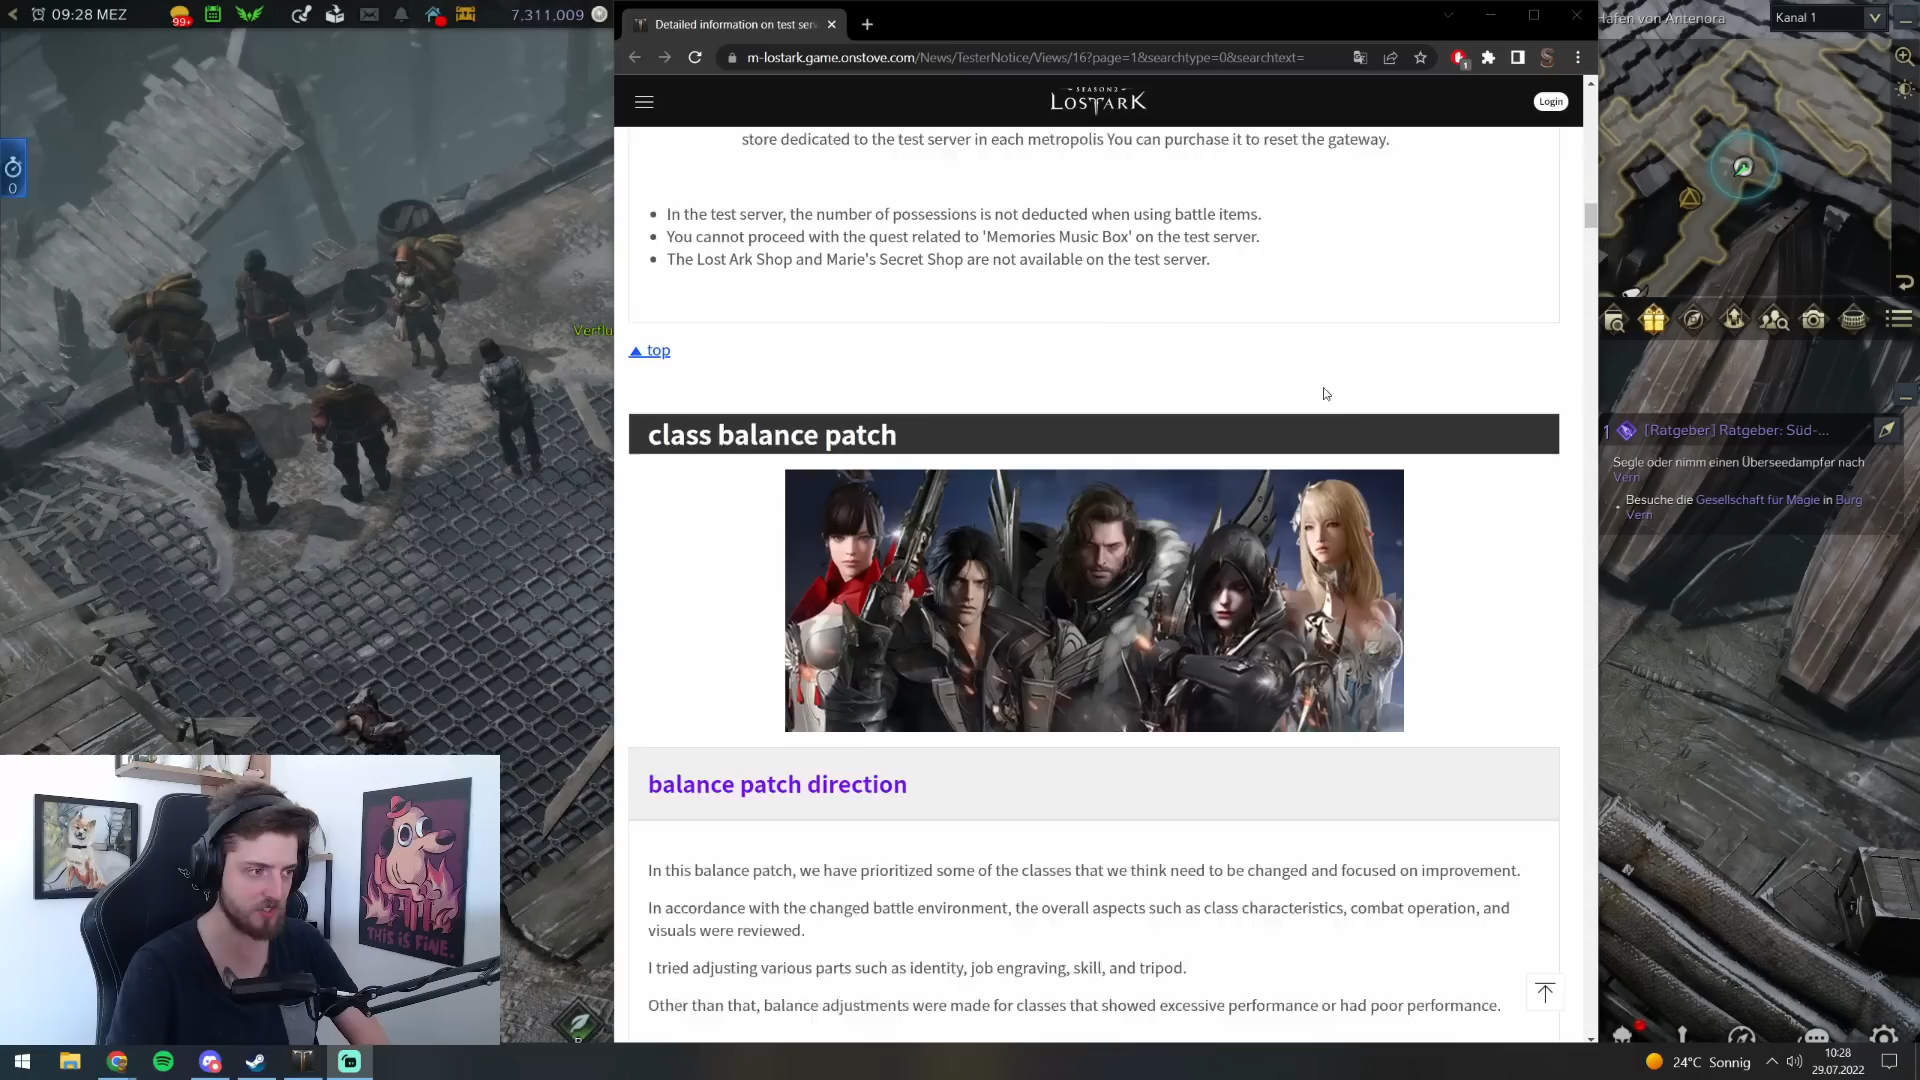 09:28 MEZ
99+
7,311,009
0
Verflu
Detailed information on test serv
m-lostark.game.onstove.com/News/TesterNotice/Views/16?page=1&searchtype=0&searchtext=
1
SEASON 2
LOST ARK
Login
store dedicated to the test server in each metropolis You can purchase it to reset the gateway.
In the test server, the number of possessions is not deducted when using battle items.
You cannot proceed with the quest related to 'Memories Music Box' on the test server.
The Lost Ark Shop and Marie's Secret Shop are not available on the test server.
▲ top
class balance patch
balance patch direction
In this balance patch, we have prioritized some of the classes that we think need to be changed and focused on improvement.
In accordance with the changed battle environment, the overall aspects such as class characteristics, combat operation, and
visuals were reviewed.
I tried adjusting various parts such as identity, job engraving, skill, and tripod.
Other than that, balance adjustments were made for classes that showed excessive performance or had poor performance.
Hafen von Antenora
Kanal 1
1 [Ratgeber] Ratgeber: Süd-...
Segle oder nimm einen Überseedampfer nach
Vern
Besuche die Gesellschaft für Magie in Burg
Vern
THIS IS FINE.
24°C Sonnig
10:28
29.07.2022